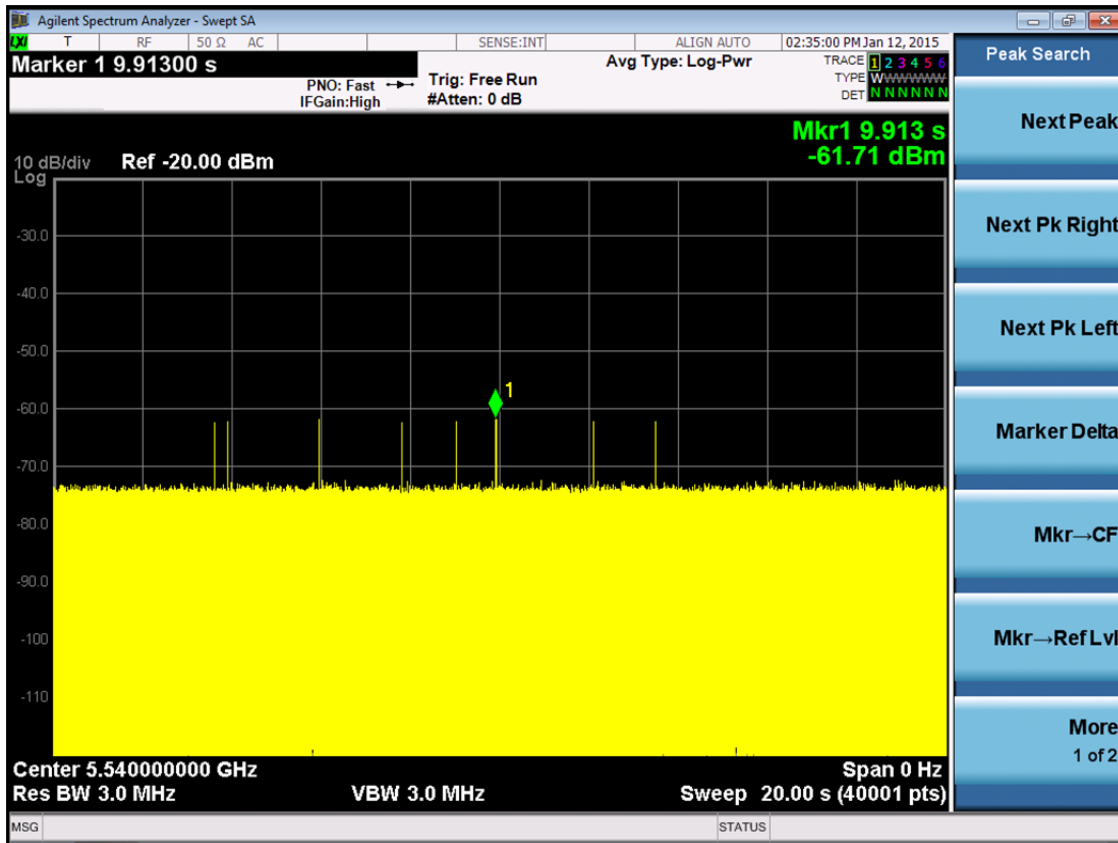 Agilent Spectrum Analyzer - Swept SA
LXI T RF 50 Ω AC SENSE:INT ALIGN AUTO 02:35:00 PM Jan 12, 2015
Marker 1 9.91300 s
PNO: Fast
IFGain:High
Trig: Free Run
#Atten: 0 dB
Avg Type: Log-Pwr
TRACE 1 2 3 4 5 6
TYPE WWWWWWW
DET N N N N N N
Mkr1 9.913 s
-61.71 dBm
10 dB/div Ref -20.00 dBm
Log
-30.0
-40.0
-50.0
-60.0
-70.0
-80.0
-90.0
-100
-110
1
Center 5.540000000 GHz Span 0 Hz
Res BW 3.0 MHz VBW 3.0 MHz Sweep 20.00 s (40001 pts)
MSG STATUS
Peak Search
Next Peak
Next Pk Right
Next Pk Left
Marker Delta
Mkr→CF
Mkr→Ref Lvl
More
1 of 2